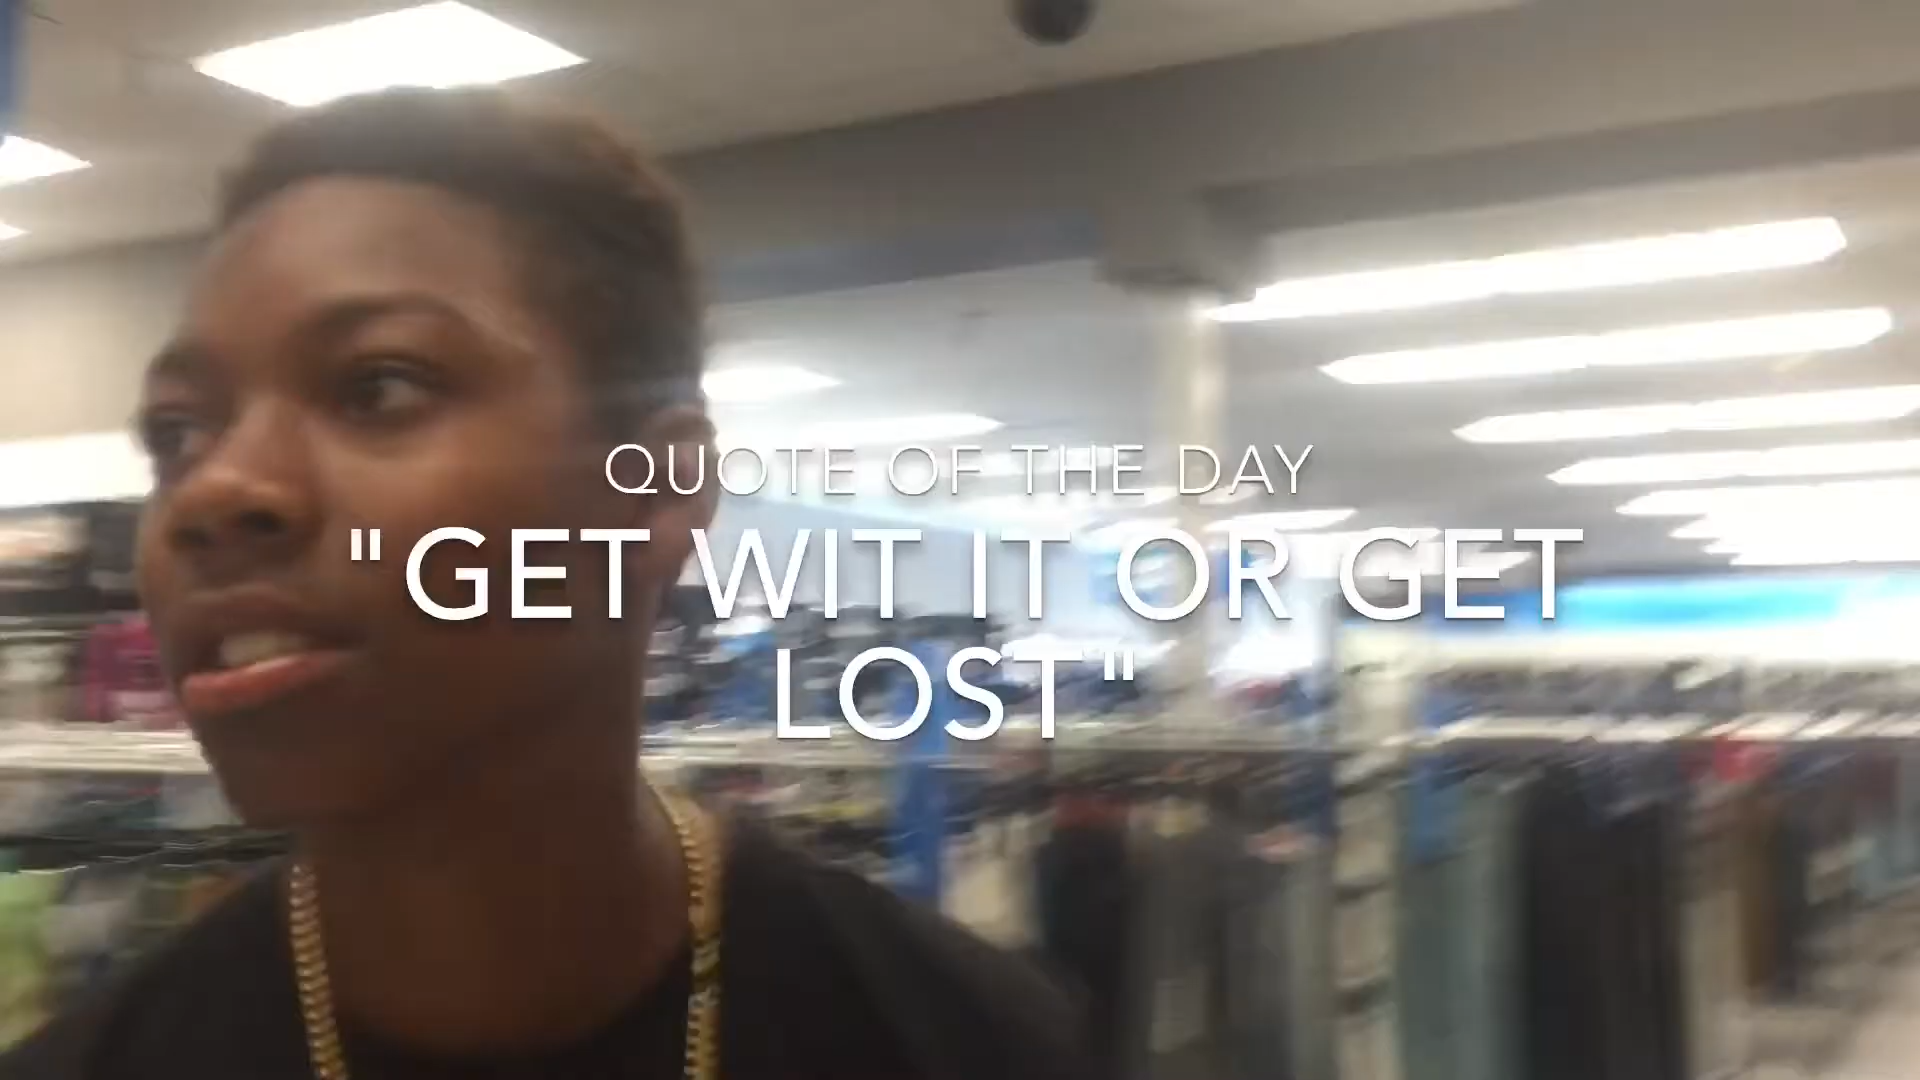 QUOTE OF THE DAY
"GET WIT IT OR GET
LOST"